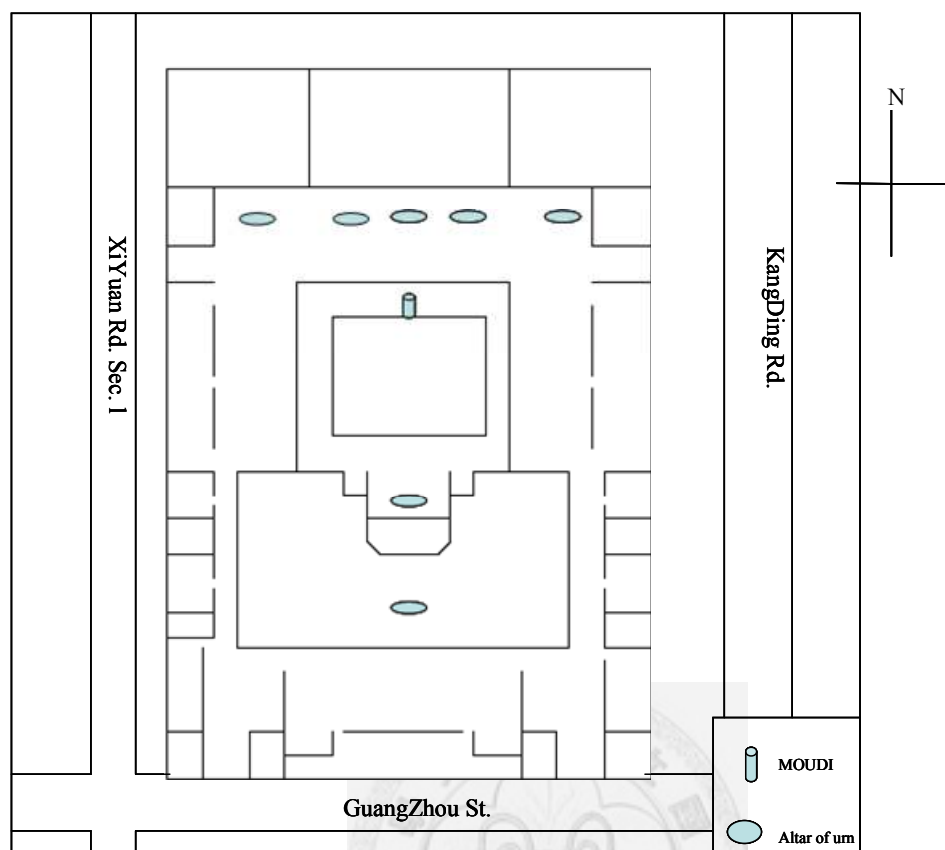 N
XiYuan Rd. Sec. 1
KangDing Rd.
MOUDI
GuangZhou St.
Altar of urn